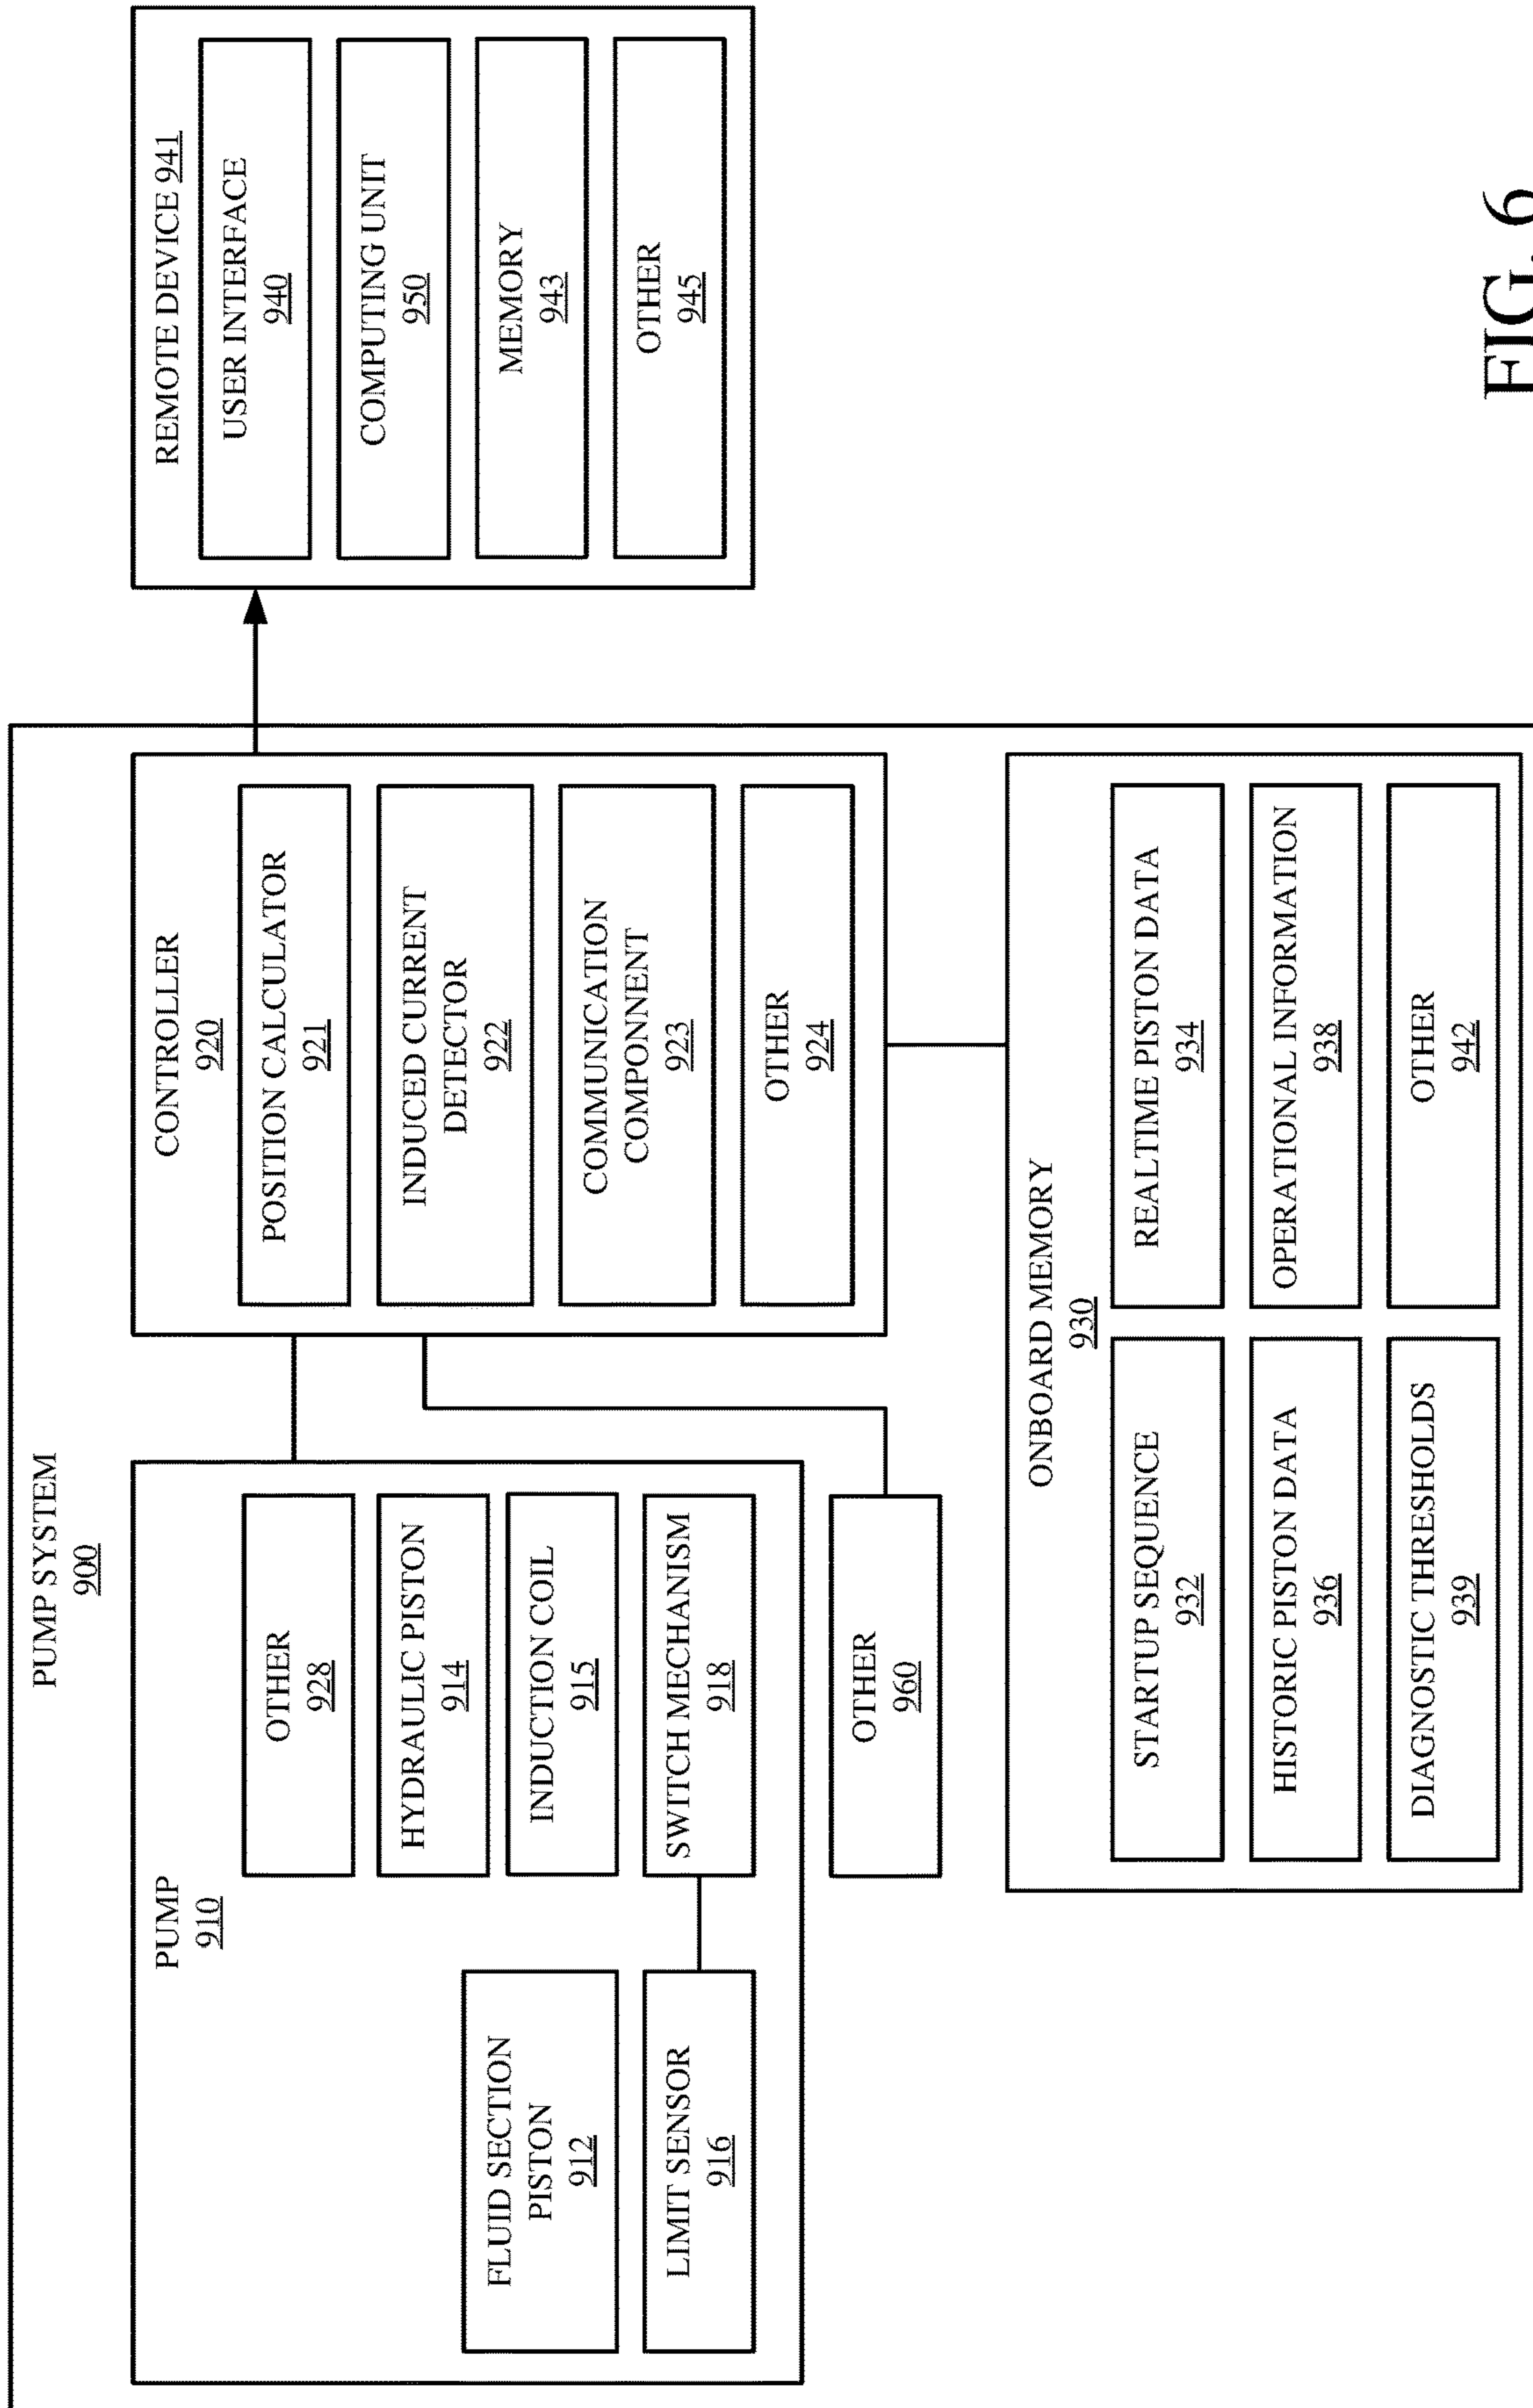 PUMP SYSTEM
900
PUMP
910
OTHER
928
HYDRAULIC PISTON
914
FLUID SECTION
PISTON
912
INDUCTION COIL
915
LIMIT SENSOR
916
SWITCH MECHANISM
918
OTHER
960
CONTROLLER
920
POSITION CALCULATOR
921
INDUCED CURRENT
DETECTOR
922
COMMUNICATION
COMPONNENT
923
OTHER
924
ONBOARD MEMORY
930
STARTUP SEQUENCE
932
REALTIME PISTON DATA
934
HISTORIC PISTON DATA
936
OPERATIONAL INFORMATION
938
DIAGNOSTIC THRESHOLDS
939
OTHER
942
REMOTE DEVICE 941
USER INTERFACE
940
COMPUTING UNIT
950
MEMORY
943
OTHER
945
FIG. 6